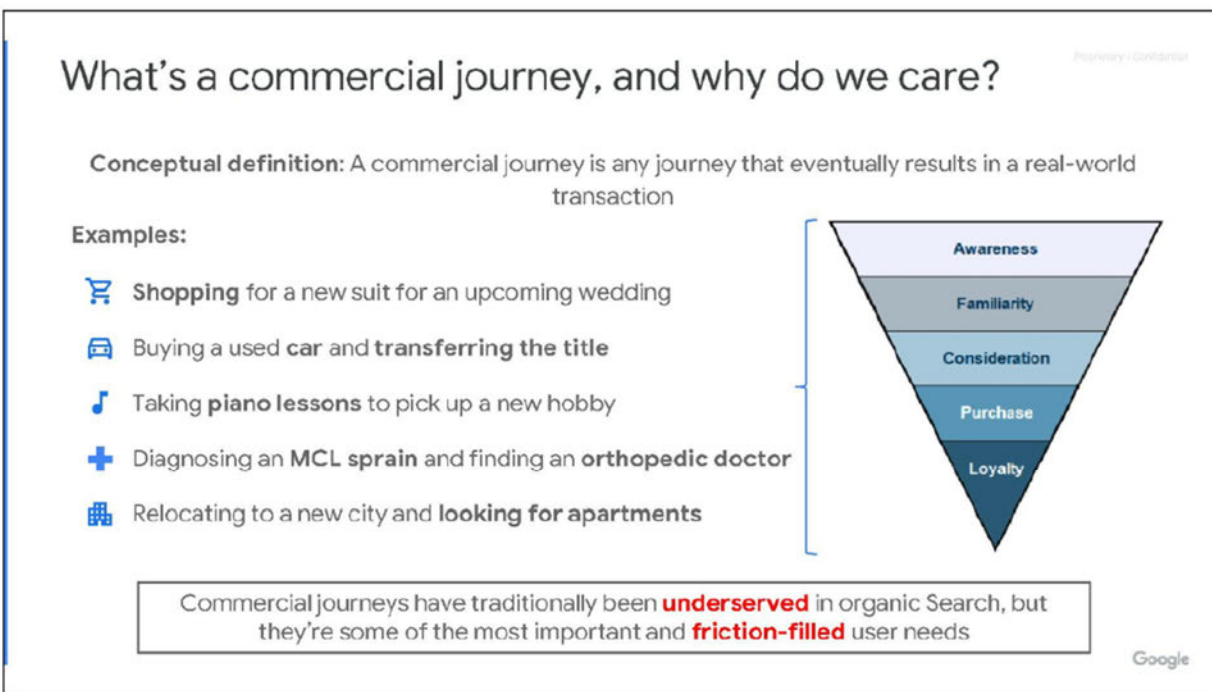 Proprietary + Confidential
What's a commercial journey, and why do we care?
Conceptual definition: A commercial journey is any journey that eventually results in a real-world
transaction
Examples:
Shopping for a new suit for an upcoming wedding
Buying a used car and transferring the title
Taking piano lessons to pick up a new hobby
Diagnosing an MCL sprain and finding an orthopedic doctor
Relocating to a new city and looking for apartments
Awareness
Familiarity
Consideration
Purchase
Loyalty
Commercial journeys have traditionally been underserved in organic Search, but
they're some of the most important and friction-filled user needs
Google